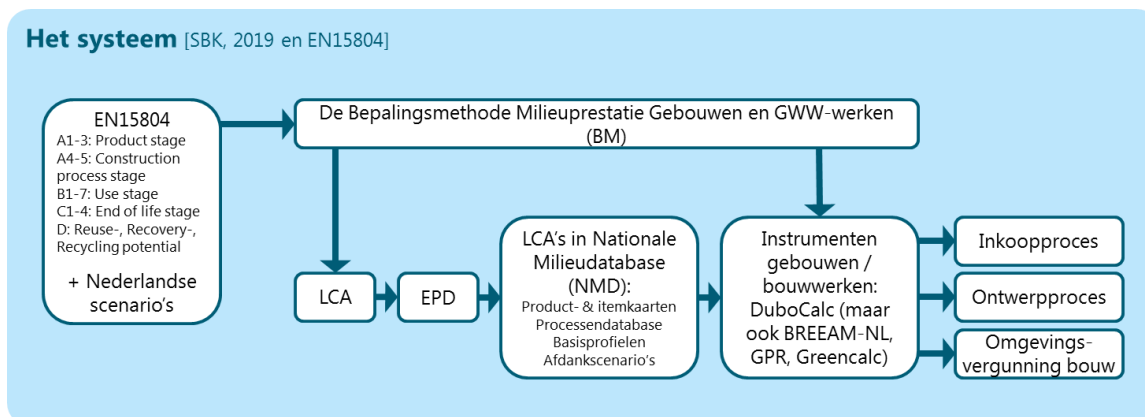 Het systeem [SBK, 2019 en EN15804]
EN15804
A1-3: Product stage
A4-5: Construction
process stage
B1-7: Use stage
C1-4: End of life stage
D: Reuse-, Recovery-,
Recycling potential
+ Nederlandse
scenario's
De Bepalingsmethode Milieuprestatie Gebouwen en GWW-werken
(BM)
LCA
EPD
LCA's in Nationale
Milieudatabase
(NMD):
Product- & itemkaarten
Processendatabase
Basisprofielen
Afdankscenario's
Instrumenten
gebouwen /
bouwwerken:
DuboCalc (maar
ook BREEAM-NL,
GPR, Greencalc)
Inkoopproces
Ontwerpproces
Omgevings-
vergunning bouw